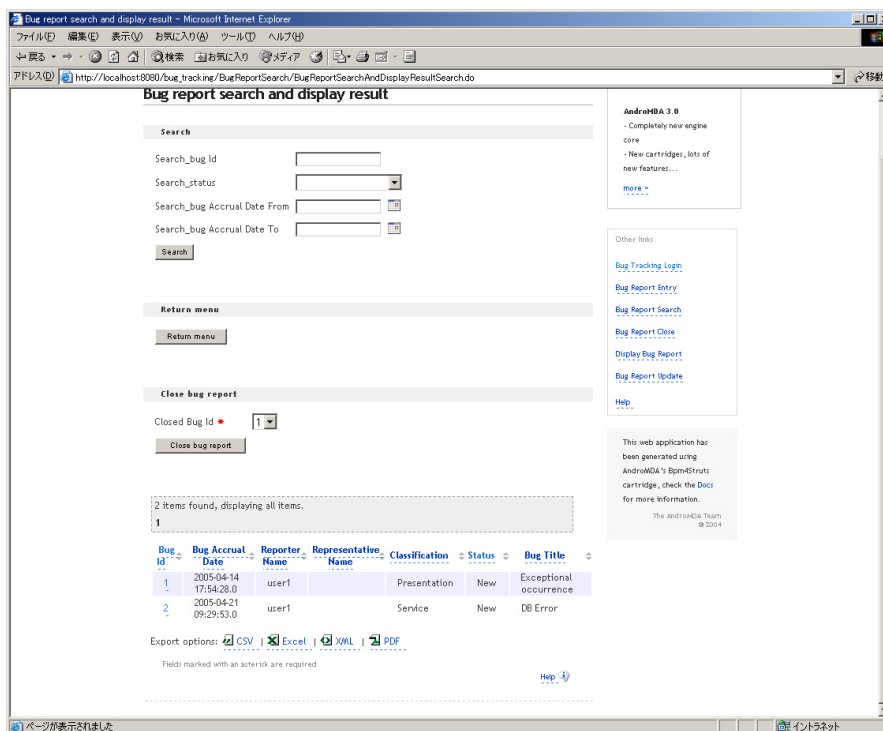 Bug report search and display result - Microsoft Internet Explorer
ファイル(F) 編集(E) 表示(V) お気に入り(A) ツール(T) ヘルプ(H)
戻る 検索 お気に入り メディア
アドレス(D) http://localhost8080/bug_tracking/BugReportSearch/BugReportSearchAndDisplayResultSearch.do 移動
Bug report search and display result
Search
Search_bug Id
Search_status
Search_bug Accrual Date From
Search_bug Accrual Date To
Search
Return menu
Return menu
Close bug report
Closed Bug Id * 1
Close bug report
2 items found, displaying all items.
1
Bug Id Bug Accrual Date Reporter Name Representative Name Classification Status Bug Title
1 2005-04-14 17:54:28.0 user1 Presentation New Exceptional occurrence
2 2005-04-21 09:29:53.0 user1 Service New DB Error
Export options: CSV | Excel | XML | PDF
Fields marked with an asterisk are required
Help
AndroMDA 3.0
- Completely new engine
core
- New cartridges, lots of
new features...
more »
Other links
Bug Tracking Login
Bug Report Entry
Bug Report Search
Bug Report Close
Display Bug Report
Bug Report Update
Help
This web application has
been generated using
AndroMDA's Bpm4Struts
cartridge, check the Docs
for more information.
The AndroMDA Team
@ 2004
ページが表示されました イントラネット